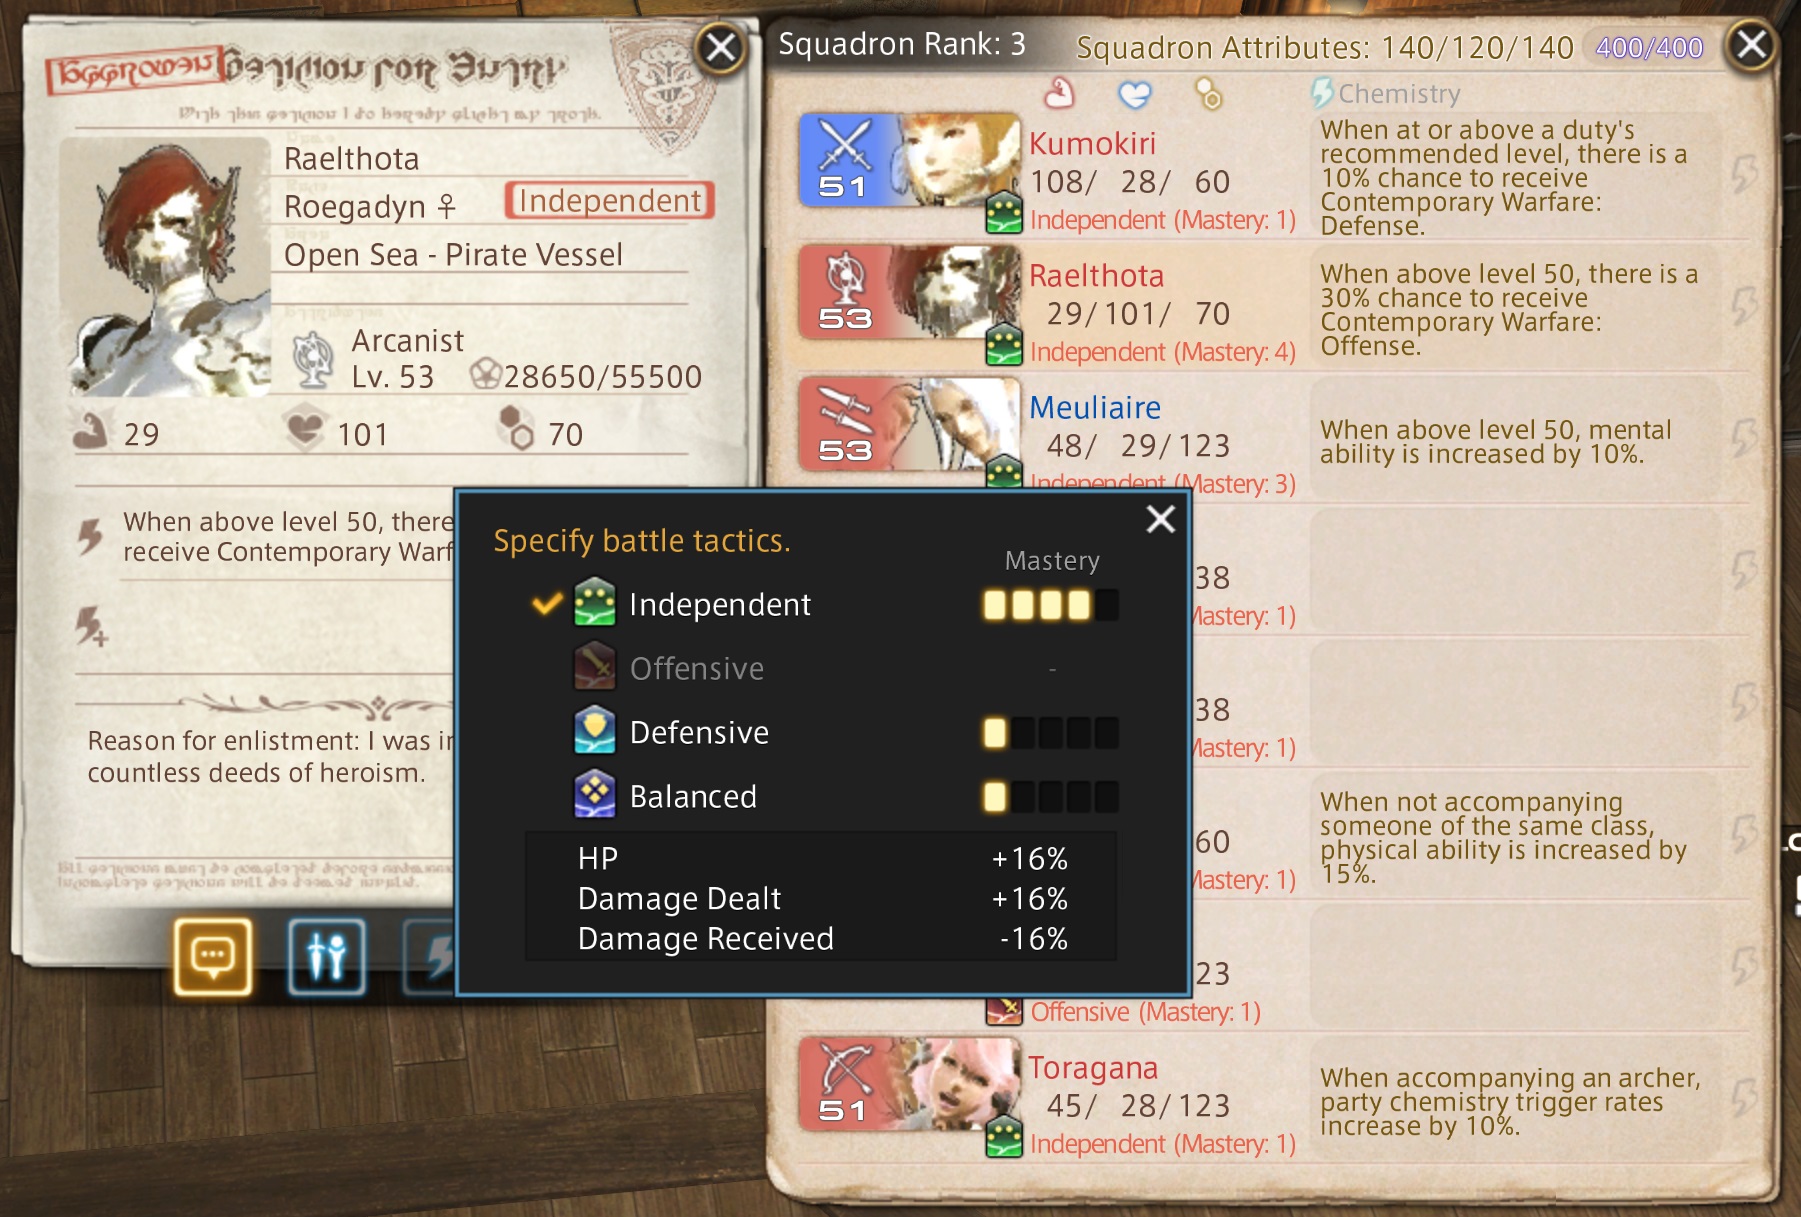 Raelthota
Roegadyn ♀
Independent
Open Sea - Pirate Vessel
Arcanist
Lv. 53
28650/55500
29
101
70
When above level 50, there
receive Contemporary Warf
Reason for enlistment: I was in
countless deeds of heroism.
Squadron Rank: 3
Squadron Attributes: 140/120/140
400/400
Chemistry
51
Kumokiri
108/ 28/ 60
Independent (Mastery: 1)
When at or above a duty's
recommended level, there is a
10% chance to receive
Contemporary Warfare:
Defense.
53
Raelthota
29/101/ 70
Independent (Mastery: 4)
When above level 50, there is a
30% chance to receive
Contemporary Warfare:
Offense.
53
Meuliaire
48/ 29/123
Independent (Mastery: 3)
When above level 50, mental
ability is increased by 10%.
38
Mastery: 1)
38
Mastery: 1)
60
Mastery: 1)
When not accompanying
someone of the same class,
physical ability is increased by
15%.
23
Offensive (Mastery: 1)
51
Toragana
45/ 28/123
Independent (Mastery: 1)
When accompanying an archer,
party chemistry trigger rates
increase by 10%.
Specify battle tactics.
Mastery
Independent
Offensive
-
Defensive
Balanced
HP +16%
Damage Dealt +16%
Damage Received -16%